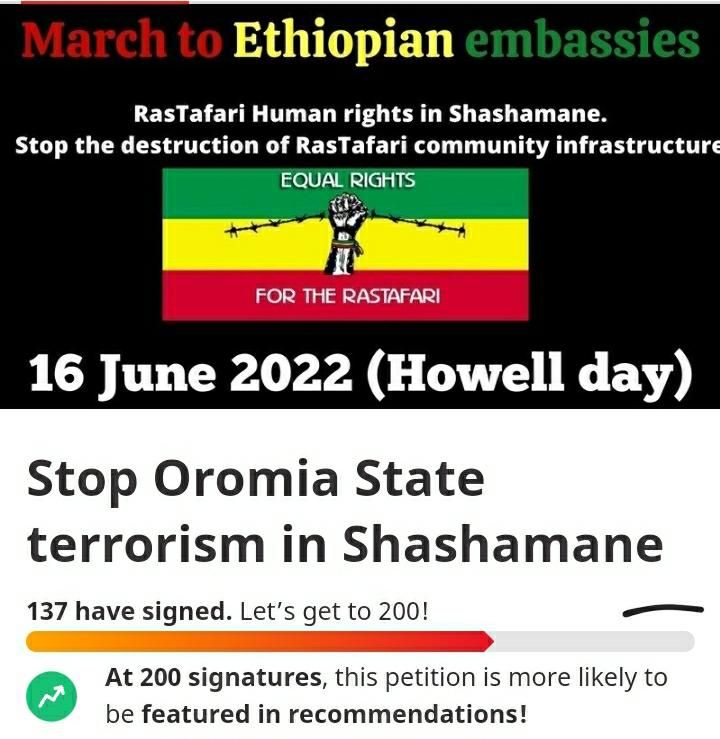 March to Ethiopian embassies
RasTafari Human rights in Shashamane.
Stop the destruction of RasTafari community infrastructure
EQUAL RIGHTS
FOR THE RASTAFARI
16 June 2022 (Howell day)
Stop Oromia State
terrorism in Shashamane
137 have signed. Let's get to 200!
At 200 signatures, this petition is more likely to
be featured in recommendations!